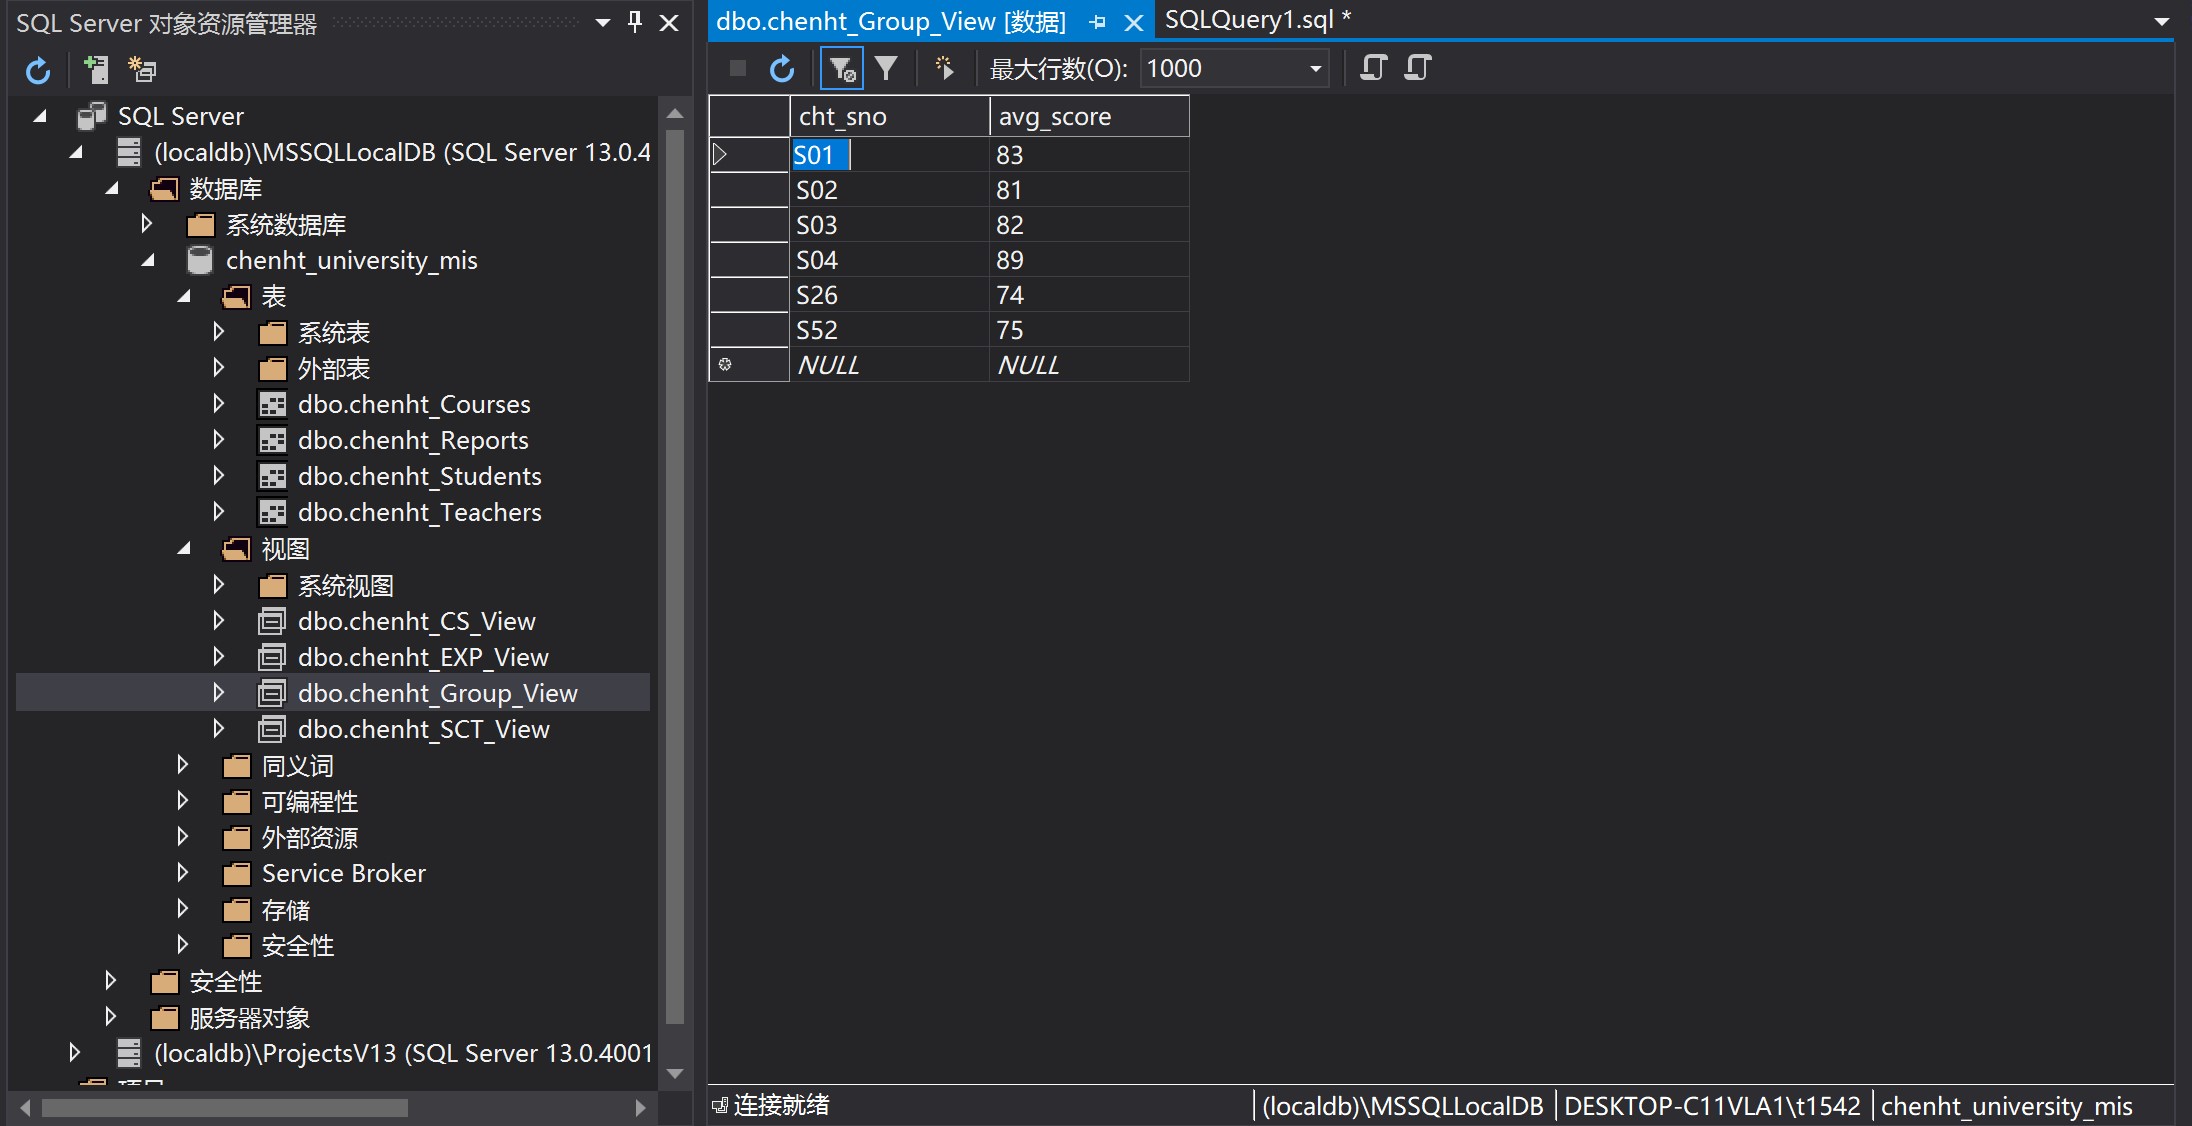 SQL Server 对象资源管理器
SQL Server
(localdb)\MSSQLLocalDB (SQL Server 13.0.4
数据库
系统数据库
chenht_university_mis
表
系统表
外部表
dbo.chenht_Courses
dbo.chenht_Reports
dbo.chenht_Students
dbo.chenht_Teachers
视图
系统视图
dbo.chenht_CS_View
dbo.chenht_EXP_View
dbo.chenht_Group_View
dbo.chenht_SCT_View
同义词
可编程性
外部资源
Service Broker
存储
安全性
安全性
服务器对象
(localdb)\ProjectsV13 (SQL Server 13.0.4001
dbo.chenht_Group_View [数据] SQLQuery1.sql *
最大行数(O): 1000
cht_sno avg_score
S01 83
S02 81
S03 82
S04 89
S26 74
S52 75
NULL NULL
连接就绪 (localdb)\MSSQLLocalDB DESKTOP-C11VLA1\t1542 chenht_university_mis